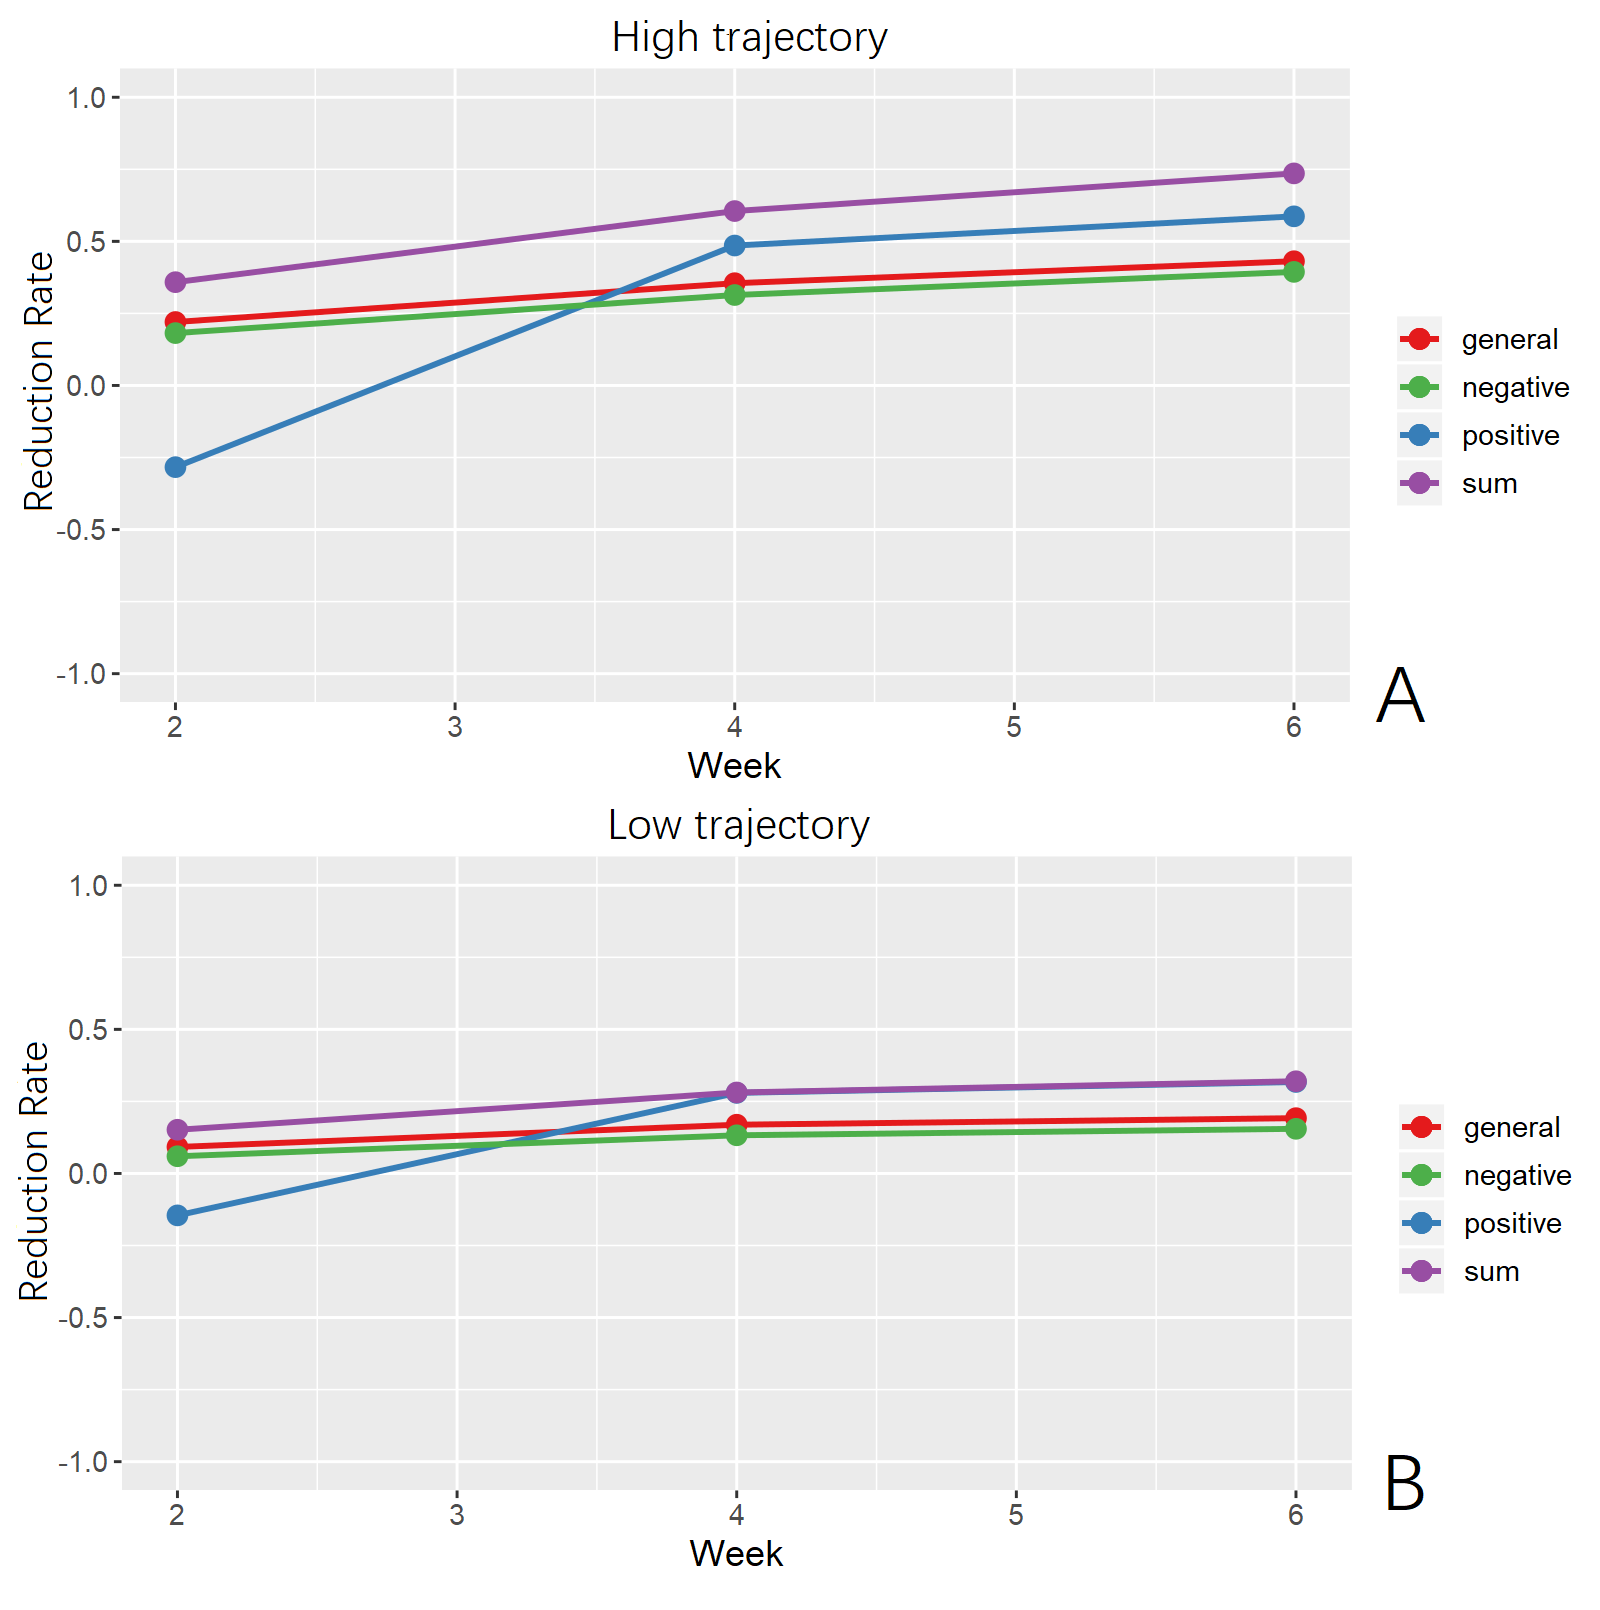 High trajectory
1.0
0.5
0.0
-0.5
-1.0
Reduction Rate
2 3 4 5 6
Week
general
negative
positive
sum
A
Low trajectory
1.0
0.5
0.0
-0.5
-1.0
Reduction Rate
2 3 4 5 6
Week
general
negative
positive
sum
B